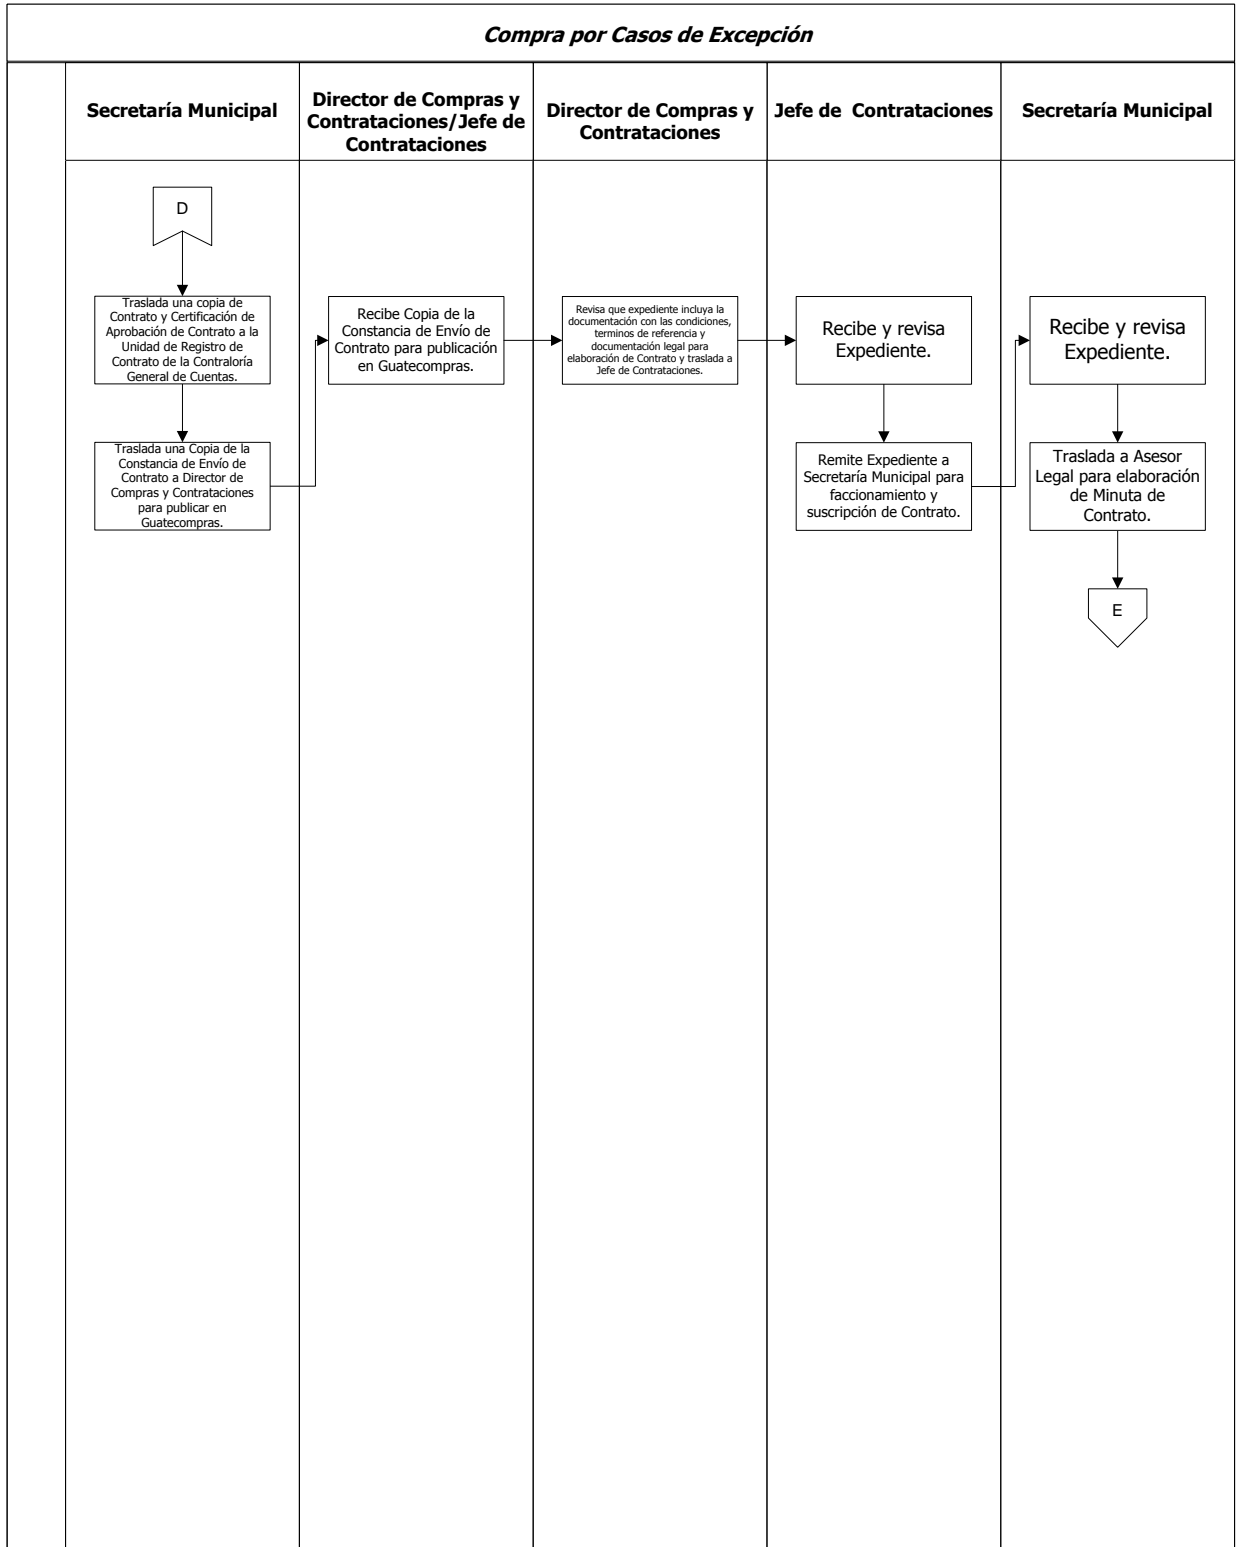 Compra por Casos de Excepción
Secretaría Municipal
Director de Compras y
Contrataciones/Jefe de
Contrataciones
Director de Compras y
Contrataciones
Jefe de  Contrataciones
Secretaría Municipal
D
Traslada una copia de
Contrato y Certificación de
Aprobación de Contrato a la
Unidad de Registro de
Contrato de la Contraloría
General de Cuentas.
Traslada una Copia de la
Constancia de Envío de
Contrato a Director de
Compras y Contrataciones
para publicar en
Guatecompras.
Recibe Copia de la
Constancia de Envío de
Contrato para publicación
en Guatecompras.
Revisa que expediente incluya la
documentación con las condiciones,
terminos de referencia y
documentación legal para
elaboración de Contrato y traslada a
Jefe de Contrataciones.
Recibe y revisa
Expediente.
Remite Expediente a
Secretaría Municipal para
faccionamiento y
suscripción de Contrato.
Recibe y revisa
Expediente.
Traslada a Asesor
Legal para elaboración
de Minuta de
Contrato.
E